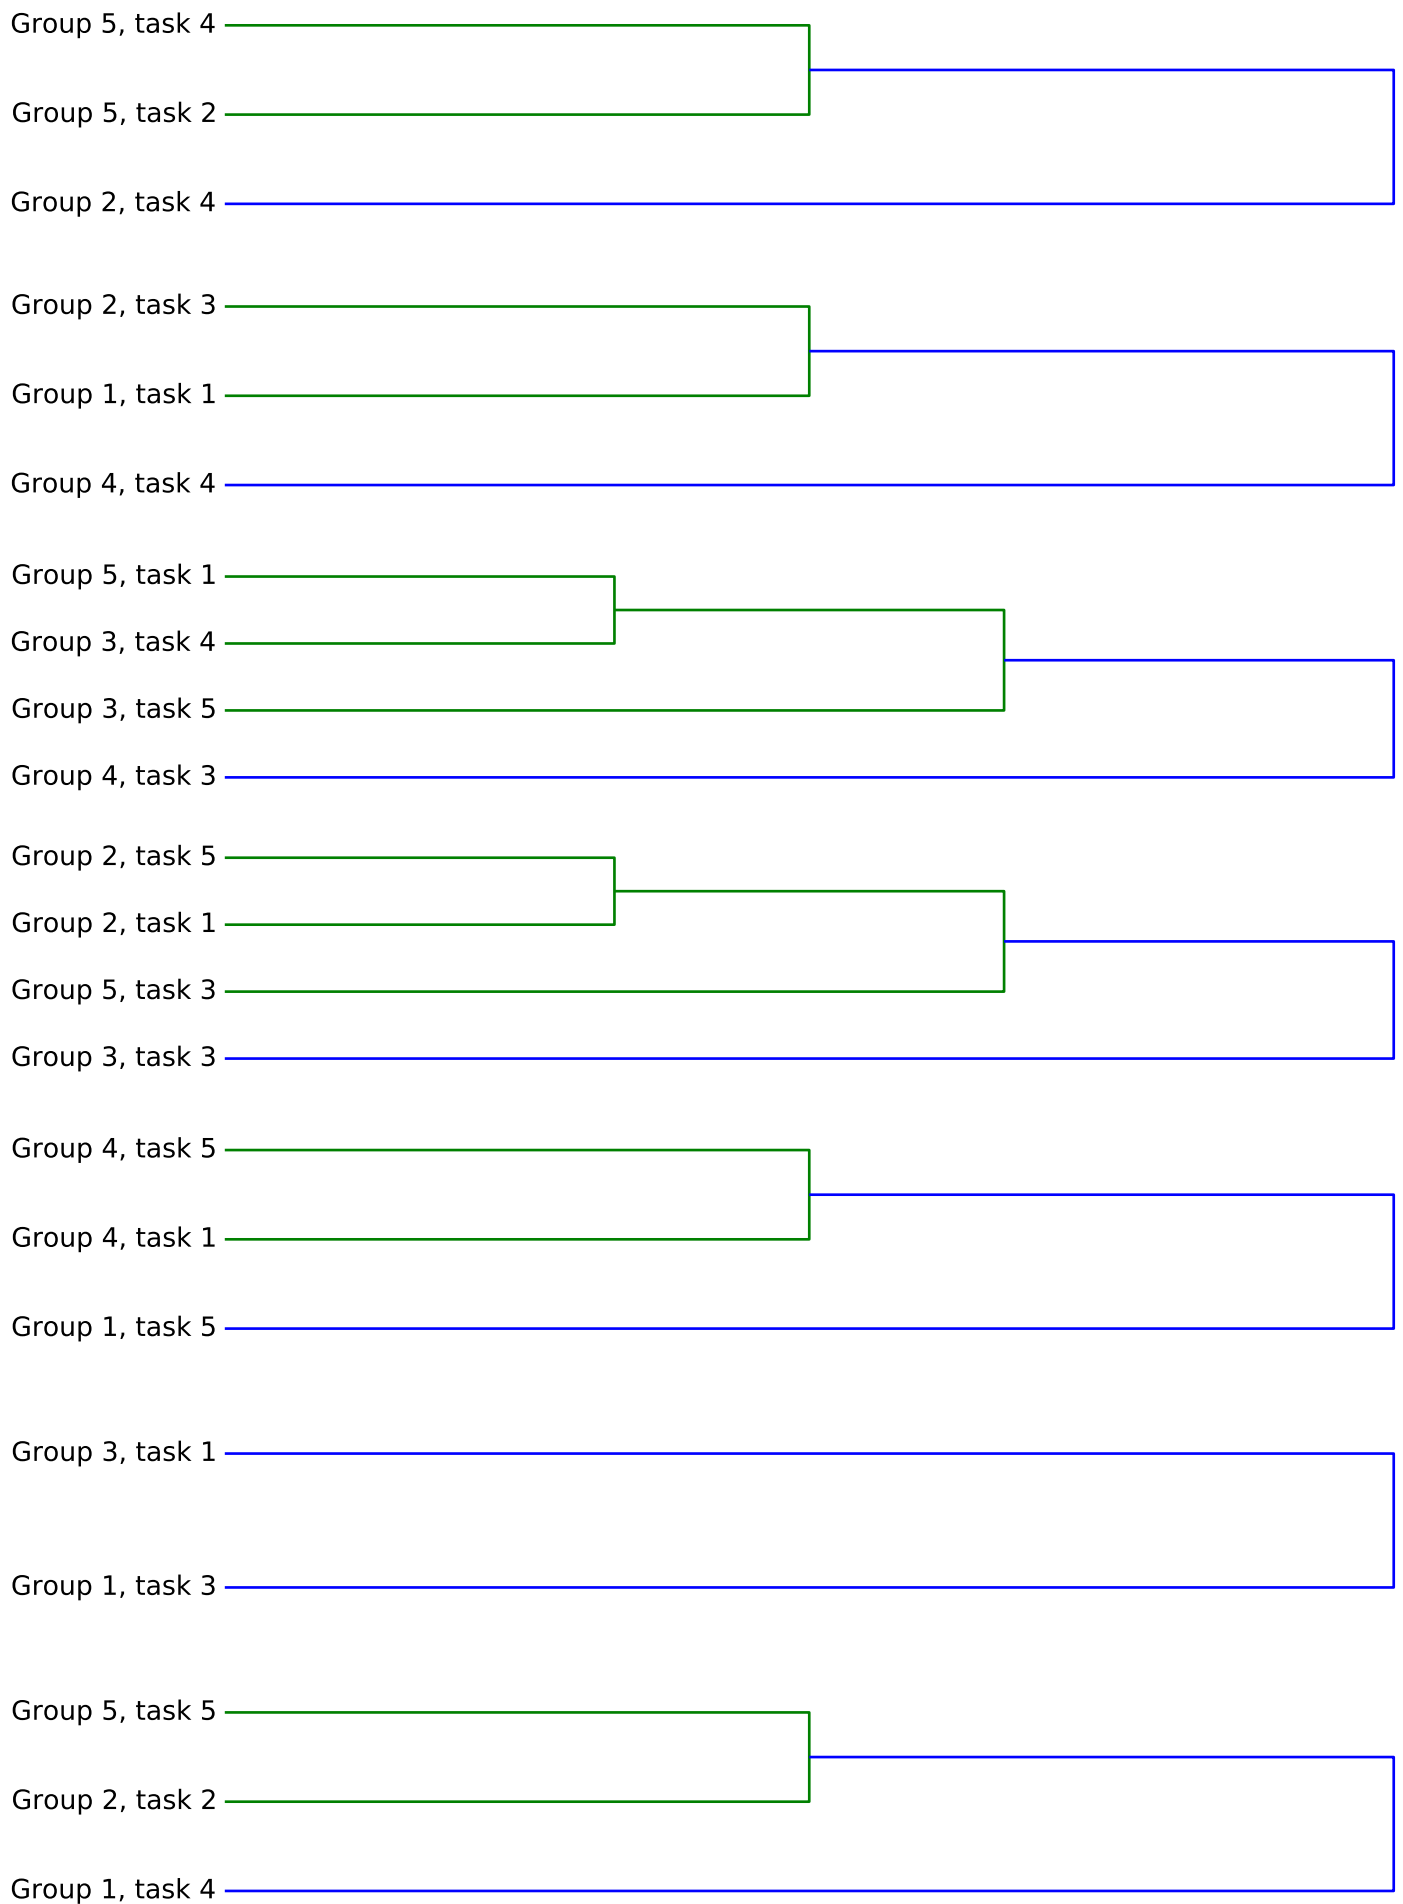 Group 5, task 4
Group 5, task 2
Group 2, task 4
Group 2, task 3
Group 1, task 1
Group 4, task 4
Group 5, task 1
Group 3, task 4
Group 3, task 5
Group 4, task 3
Group 2, task 5
Group 2, task 1
Group 5, task 3
Group 3, task 3
Group 4, task 5
Group 4, task 1
Group 1, task 5
Group 3, task 1
Group 1, task 3
Group 5, task 5
Group 2, task 2
Group 1, task 4